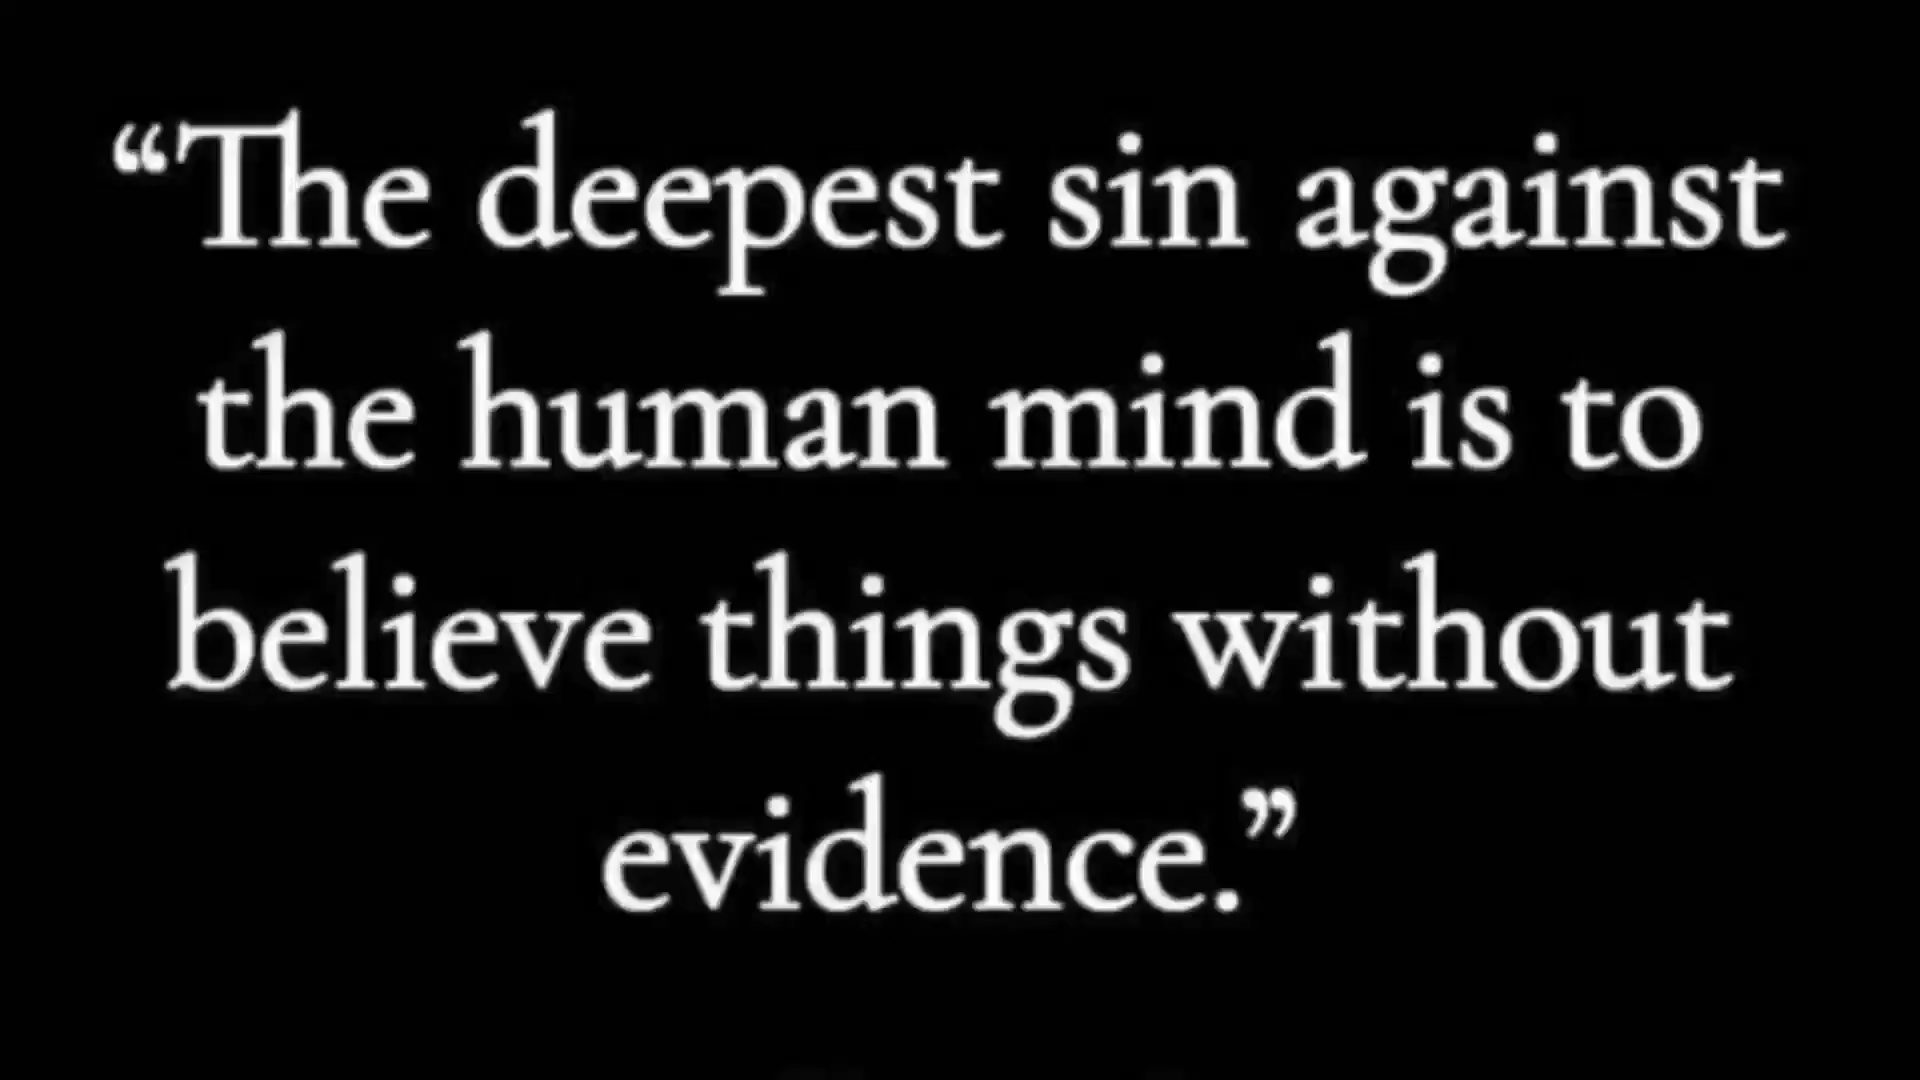 “The deepest sin against
the human mind is to
believe things without
evidence.”